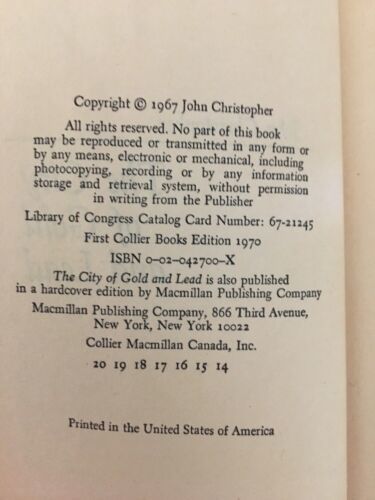 Copyright © 1967 John Christopher
All rights reserved. No part of this book
may be reproduced or transmitted in any form or
by any means, electronic or mechanical, including
photocopying, recording or by any information
storage and retrieval system, without permission
in writing from the Publisher
Library of Congress Catalog Card Number: 67-21245
First Collier Books Edition 1970
ISBN 0-02-042700-X
The City of Gold and Lead is also published
in a hardcover edition by Macmillan Publishing Company
Macmillan Publishing Company, 866 Third Avenue,
New York, New York 10022
Collier Macmillan Canada, Inc.
20 19 18 17 16 15 14
Printed in the United States of America